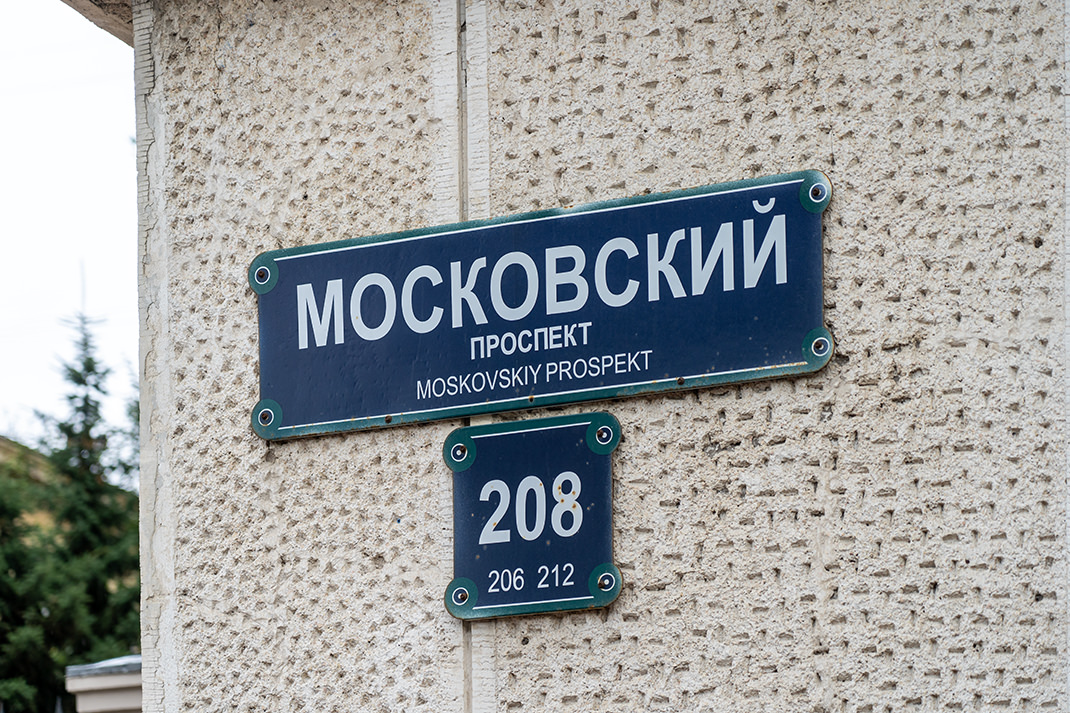 МОСКОВСКИЙ
ПРОСПЕКТ
MOSKOVSKIY PROSPEKT
208
206 212